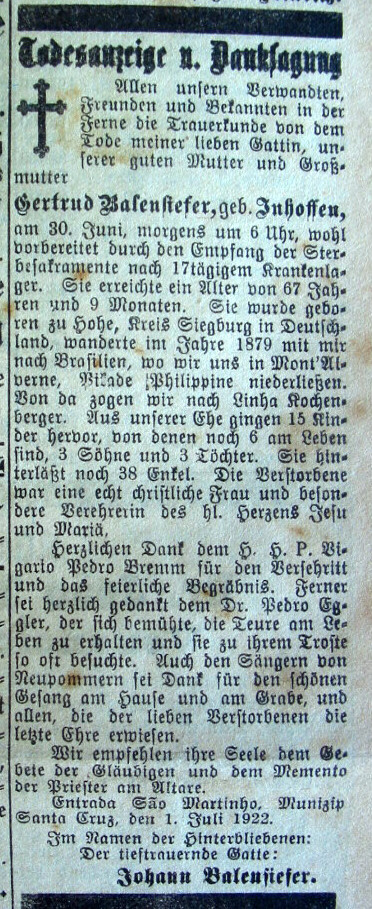 Todesanzeige u. Danksagung
Allen unsern Verwandten,
Freunden und Bekannten in der
Ferne die Trauerkunde von dem
Tode meiner lieben Gattin, un-
serer guten Mutter und Groß-
mutter
Gertrud Balensiefer, geb. Inhoffen,
am 30. Juni, morgens um 6 Uhr, wohl
vorbereitet durch den Empfang der Ster-
besakramente nach 17tägigem Krankenla-
ger. Sie erreichte ein Alter von 67 Jah-
ren und 9 Monaten. Sie wurde gebo-
ren zu Hohe, Kreis Siegburg in Deutsch-
land, wanderte im Jahre 1879 mit mir
nach Brasilien, wo wir uns in Mont'Al-
verne, Pikade Philippine niederließen.
Von da zogen wir nach Linha Kochen-
berger. Aus unserer Ehe gingen 15 Kin-
der hervor, von denen noch 6 am Leben
sind, 3 Söhne und 3 Töchter. Sie hin-
terläßt noch 38 Enkel. Die Verstorbene
war eine echt christliche Frau und beson-
dere Verehrerin des hl. Herzens Jesu
und Mariä.
Herzlichen Dank dem H. H. P. Vi-
gario Pedro Bremm für den Versehritt
und das feierliche Begräbnis. Ferner
sei herzlich gedankt dem Dr. Pedro Eg-
gler, der sich bemühte, die Teure am Le-
ben zu erhalten und sie zu ihrem Troste
so oft besuchte. Auch den Sängern von
Neupommern sei Dank für den schönen
Gesang am Hause und am Grabe, und
allen, die der lieben Verstorbenen die
letzte Ehre erwiesen.
Wir empfehlen ihre Seele dem Ge-
bete der Gläubigen und dem Memento
der Priester am Altare.
Entrada São Martinho, Munizip
Santa Cruz, den 1. Juli 1922.
Im Namen der Hinterbliebenen:
Der tieftrauernde Gatte:
Johann Balensiefer.